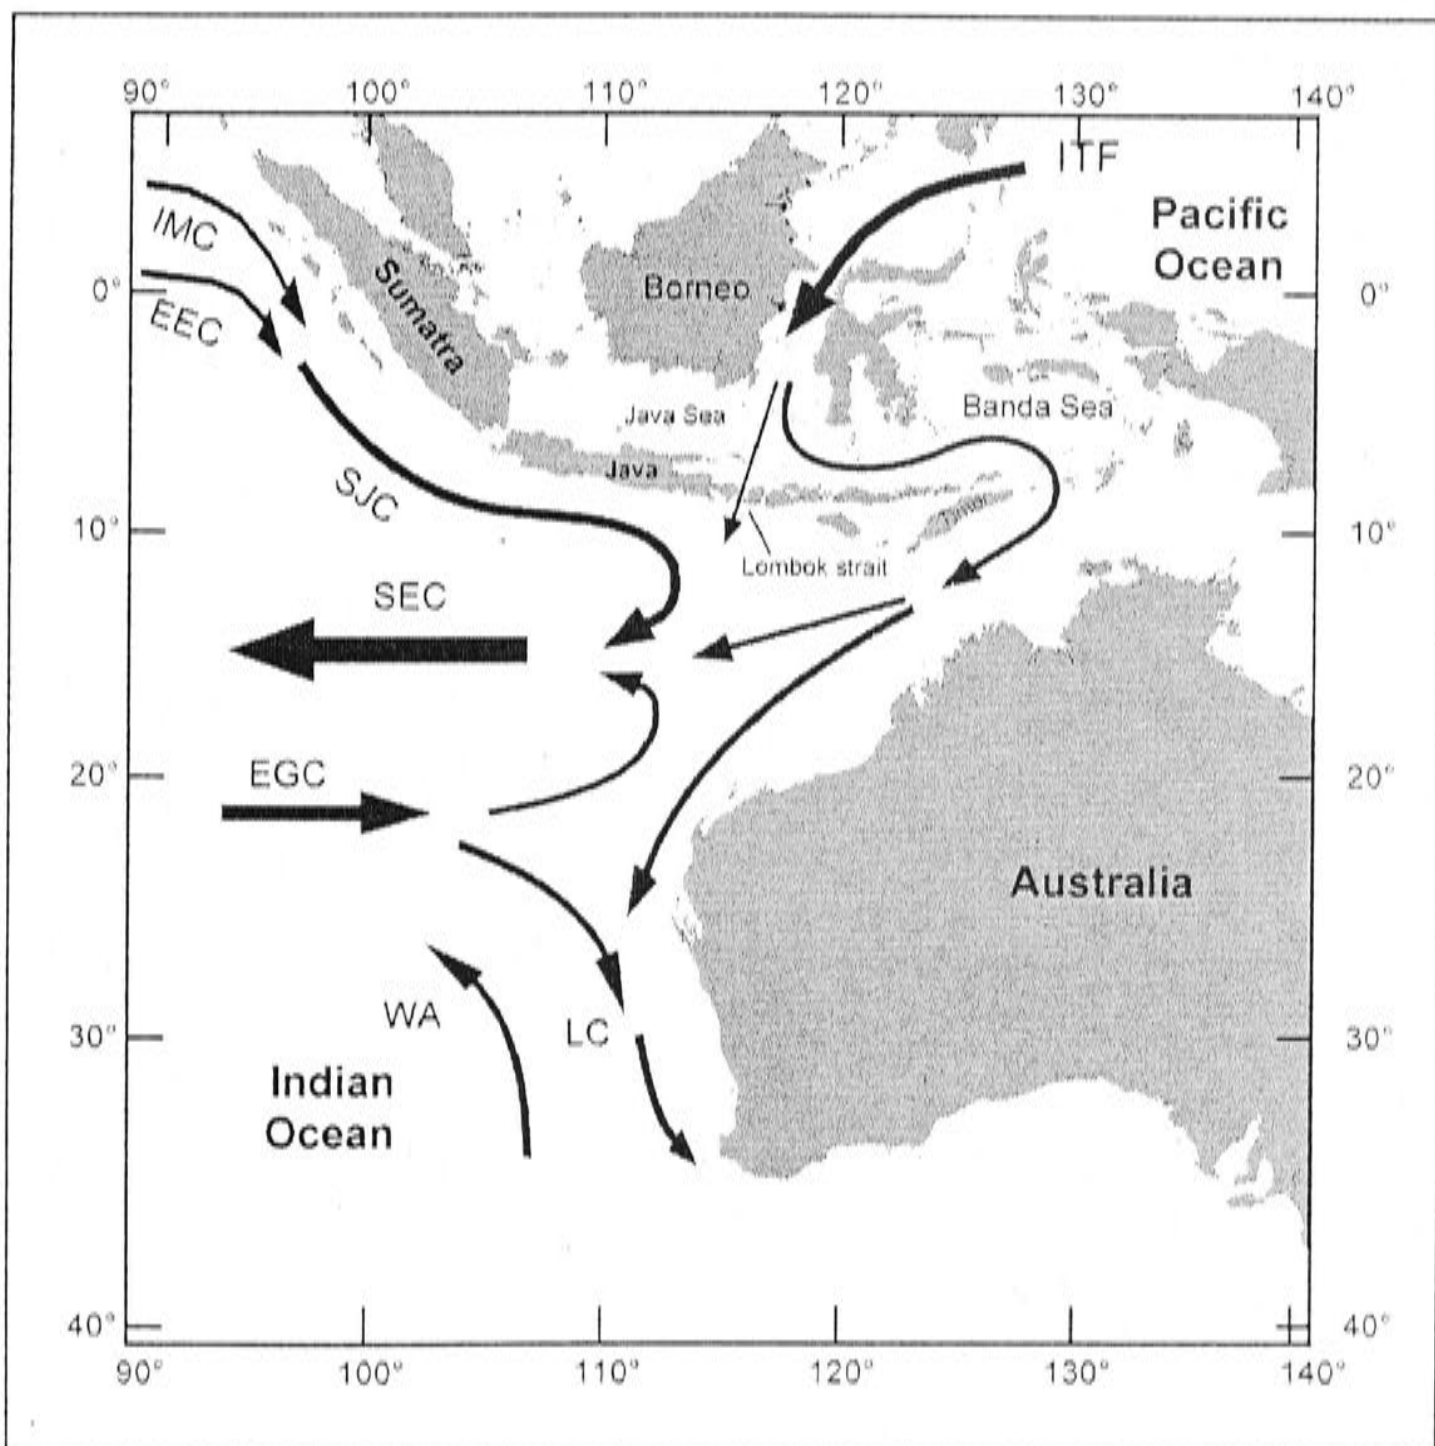 90° 100° 110° 120° 130° 140°
ITF
Pacific
Ocean
IMC
Sumatra
Borneo
0° 0°
EEC
Java Sea
Banda Sea
Java
SJC
Timor
10° 10°
Lombok strait
SEC
20° 20°
EGC
Australia
WA
LC
30° 30°
Indian
Ocean
40° 40°
90° 100° 110° 120° 130° 140°